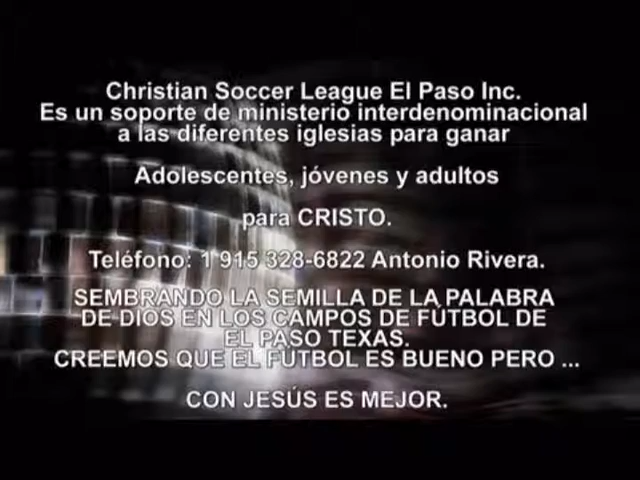 Christian Soccer League El Paso Inc.
Es un soporte de ministerio interdenominacional
a las diferentes iglesias para ganar
Adolescentes, jóvenes y adultos
para CRISTO.
Teléfono: 1 915 328-6822 Antonio Rivera.
SEMBRANDO LA SEMILLA DE LA PALABRA
DE DIOS EN LOS CAMPOS DE FÚTBOL DE
EL PASO TEXAS.
CREEMOS QUE EL FÚTBOL ES BUENO PERO ...
CON JESÚS ES MEJOR.